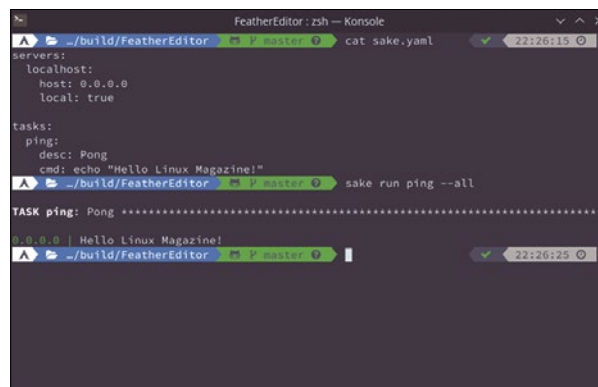 FeatherEditor : zsh — Konsole
…/build/FeatherEditor master ? cat sake.yaml ✔ 22:26:15
servers:
localhost:
host: 0.0.0.0
local: true
tasks:
ping:
desc: Pong
cmd: echo "Hello Linux Magazine!"
…/build/FeatherEditor master ? sake run ping --all
TASK ping: Pong ************************************************************************
0.0.0.0 | Hello Linux Magazine!
…/build/FeatherEditor master ? ✔ 22:26:25